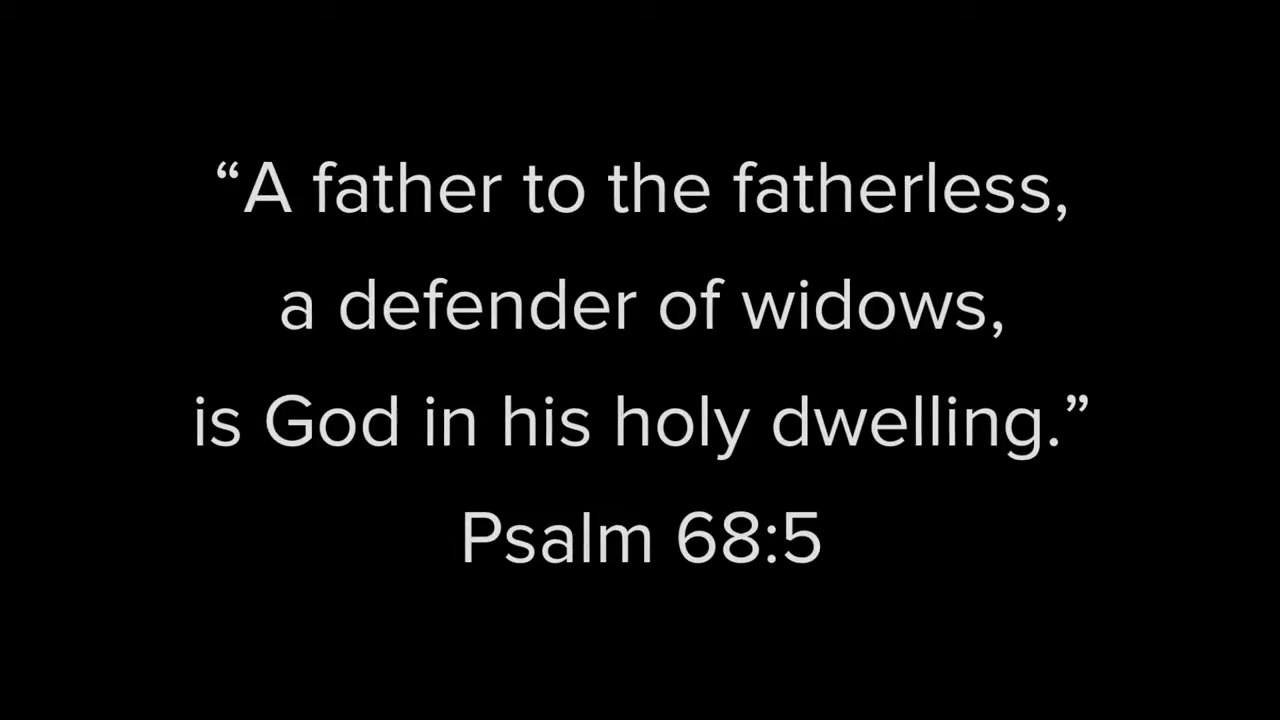 “A father to the fatherless,
a defender of widows,
is God in his holy dwelling.”
Psalm 68:5